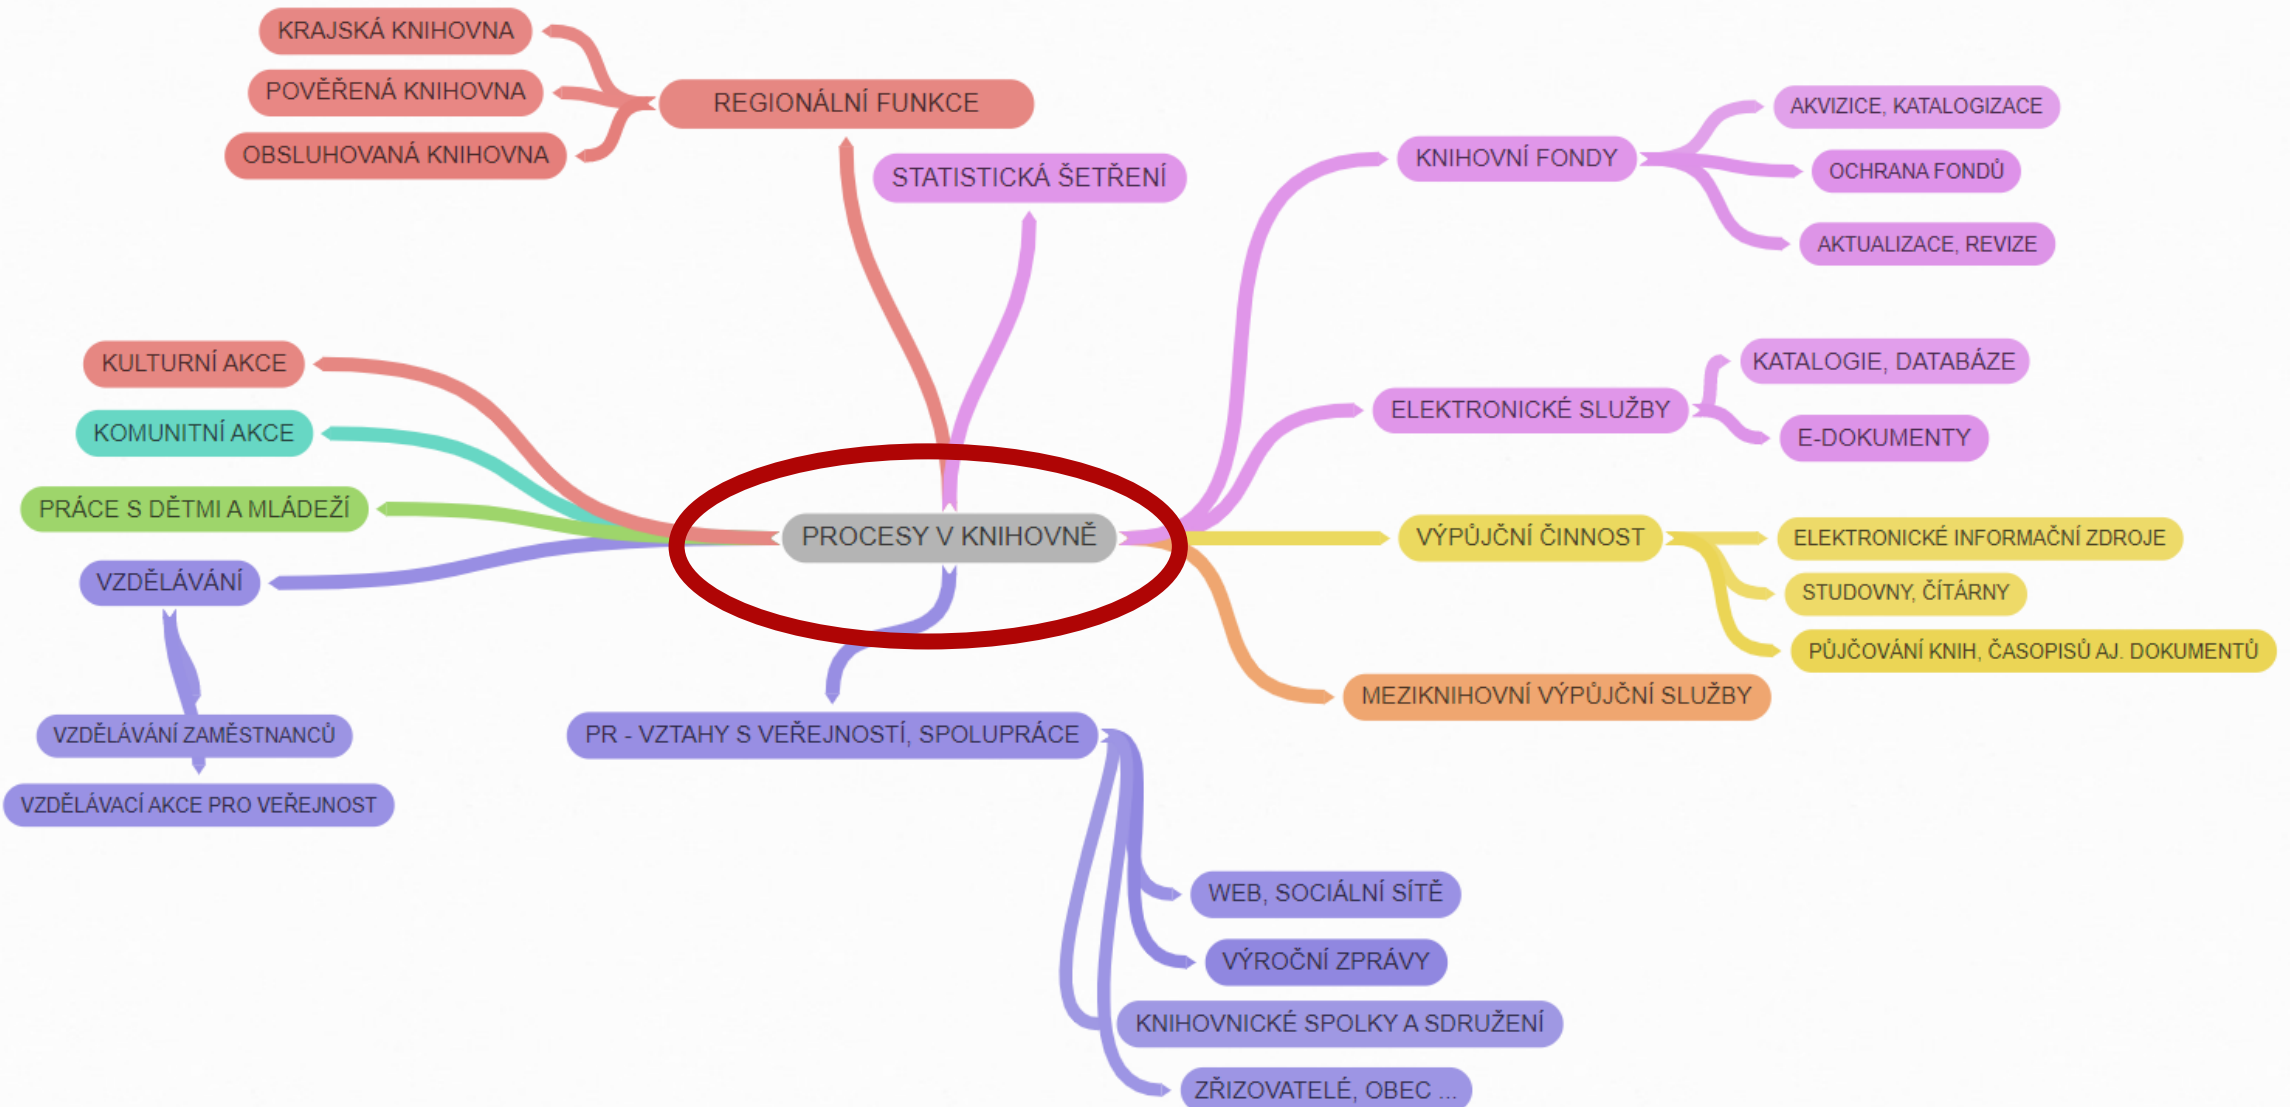 KRAJSKÁ KNIHOVNA
POVĚŘENÁ KNIHOVNA
OBSLUHOVANÁ KNIHOVNA
REGIONÁLNÍ FUNKCE
STATISTICKÁ ŠETŘENÍ
KNIHOVNÍ FONDY
AKVIZICE, KATALOGIZACE
OCHRANA FONDŮ
AKTUALIZACE, REVIZE
KULTURNÍ AKCE
KOMUNITNÍ AKCE
PRÁCE S DĚTMI A MLÁDEŽÍ
VZDĚLÁVÁNÍ
VZDĚLÁVÁNÍ ZAMĚSTNANCŮ
VZDĚLÁVACÍ AKCE PRO VEŘEJNOST
PROCESY V KNIHOVNĚ
ELEKTRONICKÉ SLUŽBY
KATALOGIE, DATABÁZE
E-DOKUMENTY
VÝPŮJČNÍ ČINNOST
ELEKTRONICKÉ INFORMAČNÍ ZDROJE
STUDOVNY, ČÍTÁRNY
PŮJČOVÁNÍ KNIH, ČASOPISŮ AJ. DOKUMENTŮ
MEZIKNIHOVNÍ VÝPŮJČNÍ SLUŽBY
PR - VZTAHY S VEŘEJNOSTÍ, SPOLUPRÁCE
WEB, SOCIÁLNÍ SÍTĚ
VÝROČNÍ ZPRÁVY
KNIHOVNICKÉ SPOLKY A SDRUŽENÍ
ZŘIZOVATELÉ, OBEC ...